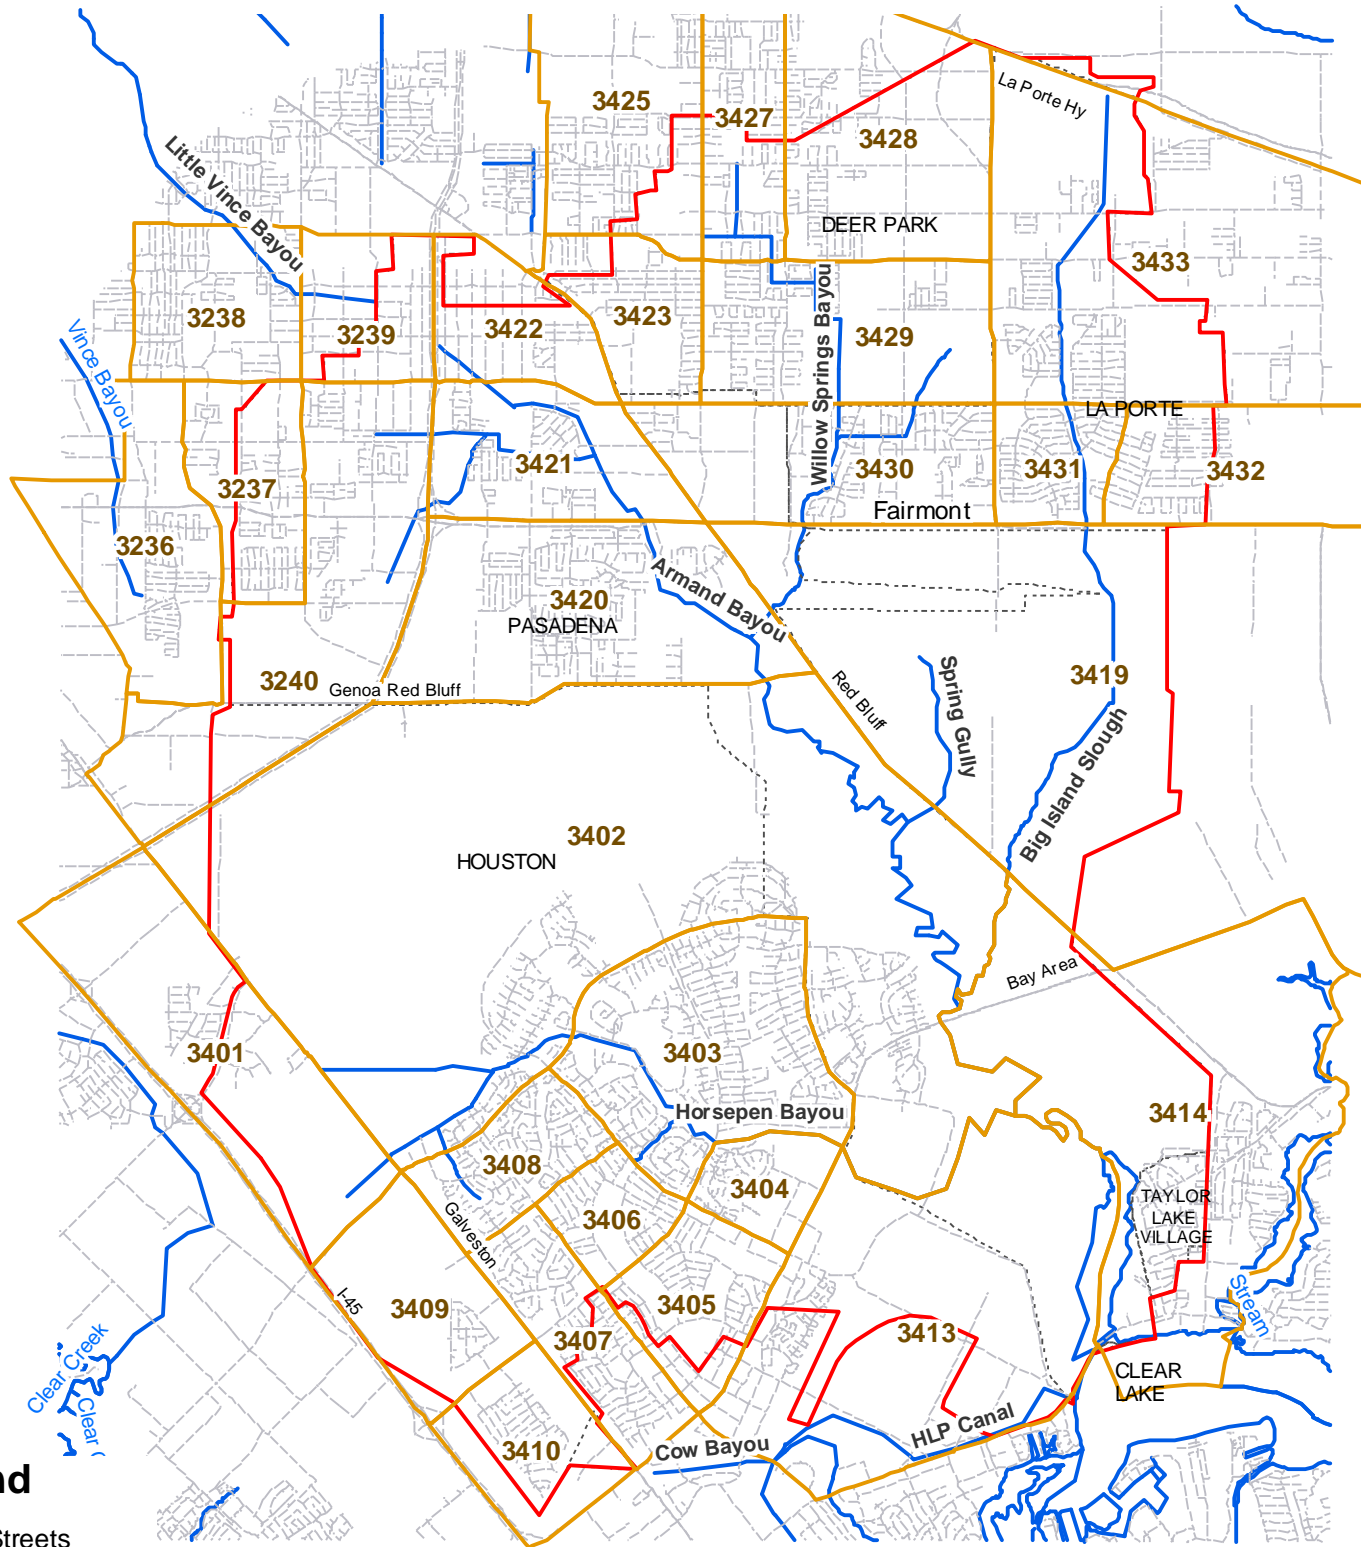 3425
3427
La Porte Hy
3428
Little Vince Bayou
DEER PARK
3433
3238
3239
3422
3423
Willow Springs Bayou
3429
Vince Bayou
LA PORTE
3421
3430
3431
3432
3237
Fairmont
3236
Armand Bayou
3420
PASADENA
3240
Genoa Red Bluff
Red Bluff
Spring Gully
3419
Big Island Slough
3402
HOUSTON
Bay Area
3401
3403
Horsepen Bayou
3414
3408
3404
TAYLOR
LAKE
VILLAGE
3406
Galveston
I-45
3409
3405
3407
3413
Stream
Clear Creek
Clear C
CLEAR
LAKE
3410
Cow Bayou
HLP Canal
nd
Streets